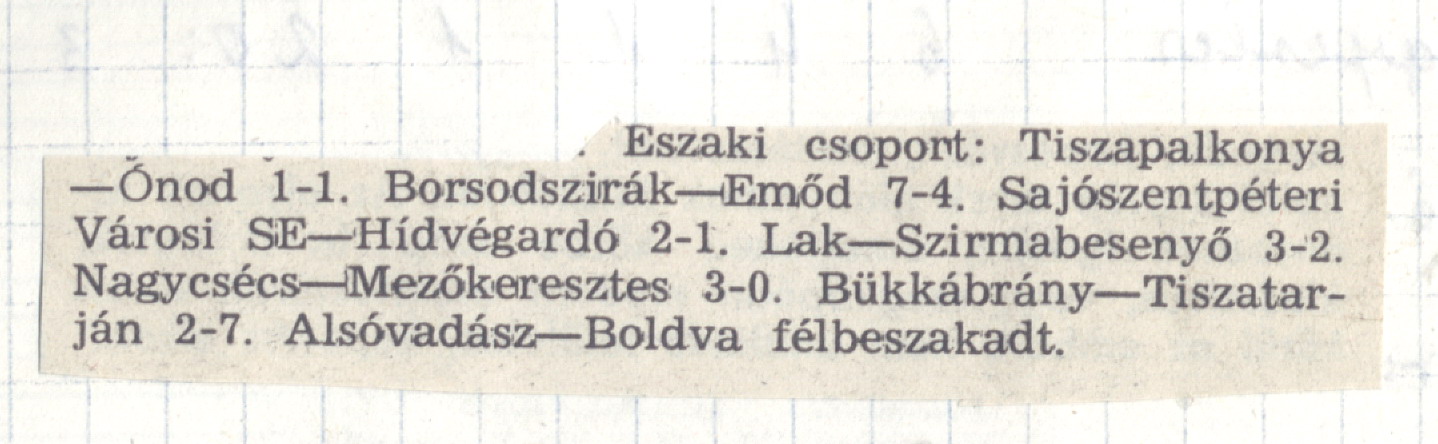 . Eszaki csoport: Tiszapalkonya
—Ónod 1-1. Borsodszirák—Emőd 7-4. Sajószentpéteri
Városi SE—Hídvégardó 2-1. Lak—Szirmabesenyő 3-2.
Nagycsécs—Mezőkeresztes 3-0. Bükkábrány—Tiszatar-
ján 2-7. Alsóvadász—Boldva félbeszakadt.